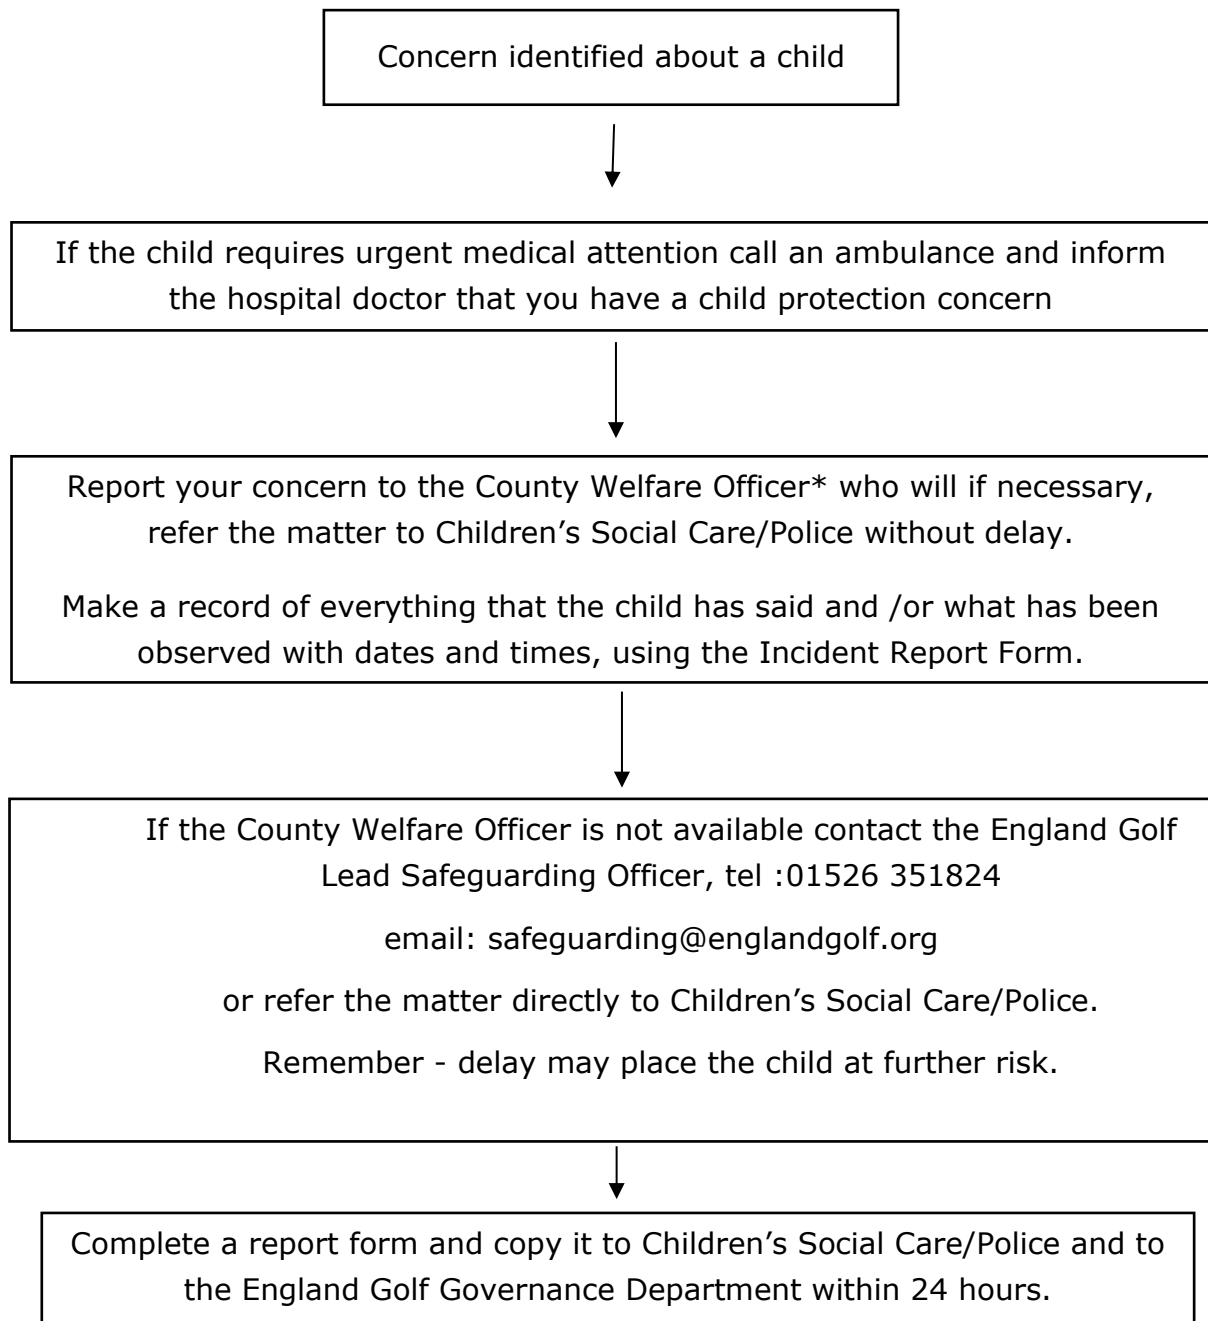 Concern identified about a child
If the child requires urgent medical attention call an ambulance and inform
the hospital doctor that you have a child protection concern
Report your concern to the County Welfare Officer* who will if necessary,
refer the matter to Children’s Social Care/Police without delay.
Make a record of everything that the child has said and /or what has been
observed with dates and times, using the Incident Report Form.
If the County Welfare Officer is not available contact the England Golf
Lead Safeguarding Officer, tel :01526 351824
email: safeguarding@englandgolf.org
or refer the matter directly to Children’s Social Care/Police.
Remember - delay may place the child at further risk.
Complete a report form and copy it to Children’s Social Care/Police and to
the England Golf Governance Department within 24 hours.